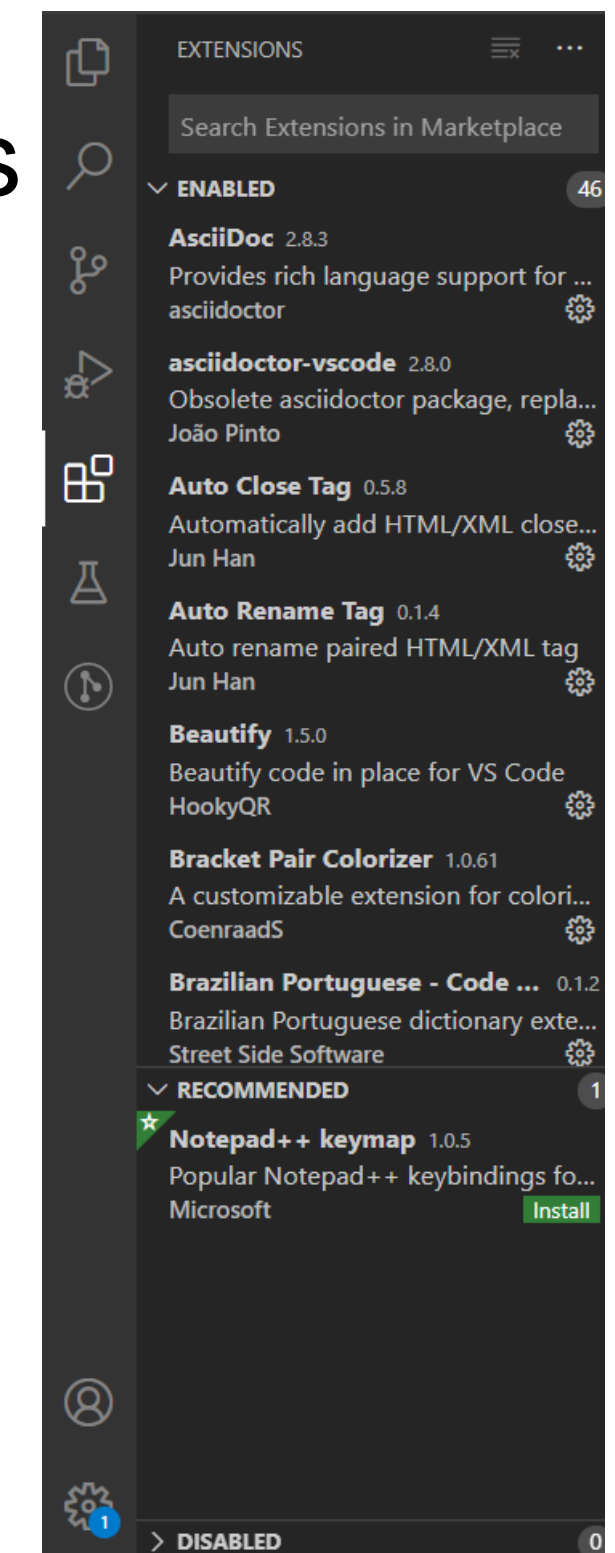 s
EXTENSIONS
Search Extensions in Marketplace
ENABLED 46
AsciiDoc 2.8.3
Provides rich language support for ...
asciidoctor
asciidoctor-vscode 2.8.0
Obsolete asciidoctor package, repla...
João Pinto
Auto Close Tag 0.5.8
Automatically add HTML/XML close...
Jun Han
Auto Rename Tag 0.1.4
Auto rename paired HTML/XML tag
Jun Han
Beautify 1.5.0
Beautify code in place for VS Code
HookyQR
Bracket Pair Colorizer 1.0.61
A customizable extension for colori...
CoenraadS
Brazilian Portuguese - Code ... 0.1.2
Brazilian Portuguese dictionary exte...
Street Side Software
RECOMMENDED 1
Notepad++ keymap 1.0.5
Popular Notepad++ keybindings fo...
Microsoft Install
1
DISABLED 0